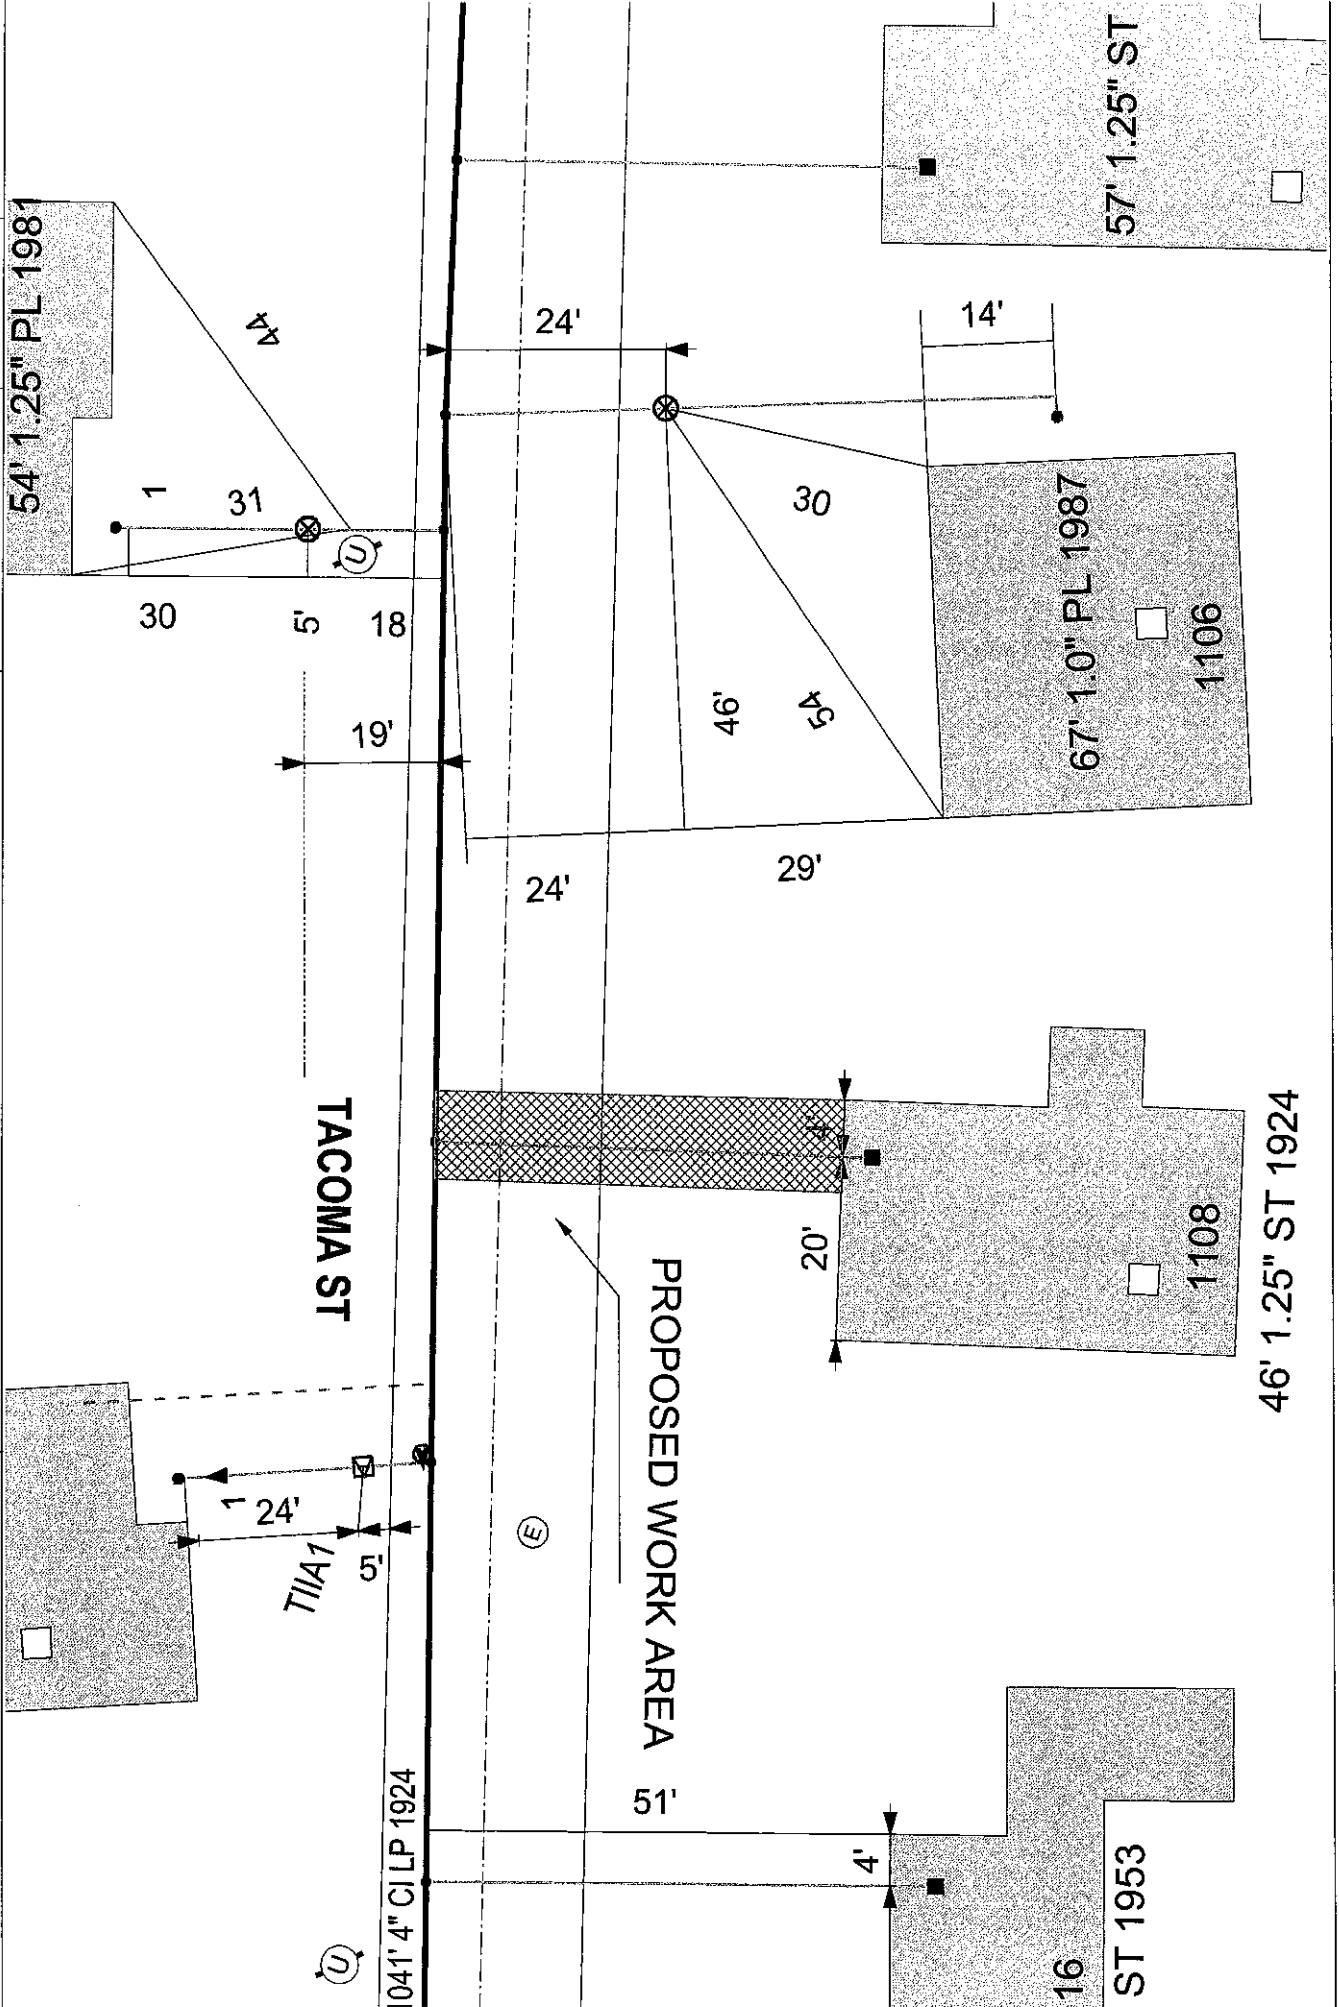 57' 1.25" ST
54' 1.25" PL 1981
44
24'
14'
1
31
30
U
30
5'
18
67' 1.0" PL 1987
1106
19'
46'
54
24'
29'
TACOMA ST
4'
20'
1108
46' 1.25" ST 1924
PROPOSED WORK AREA
1
24'
TIIA1
5'
E
51'
4'
1041' 4" CI LP 1924
U
16
ST 1953